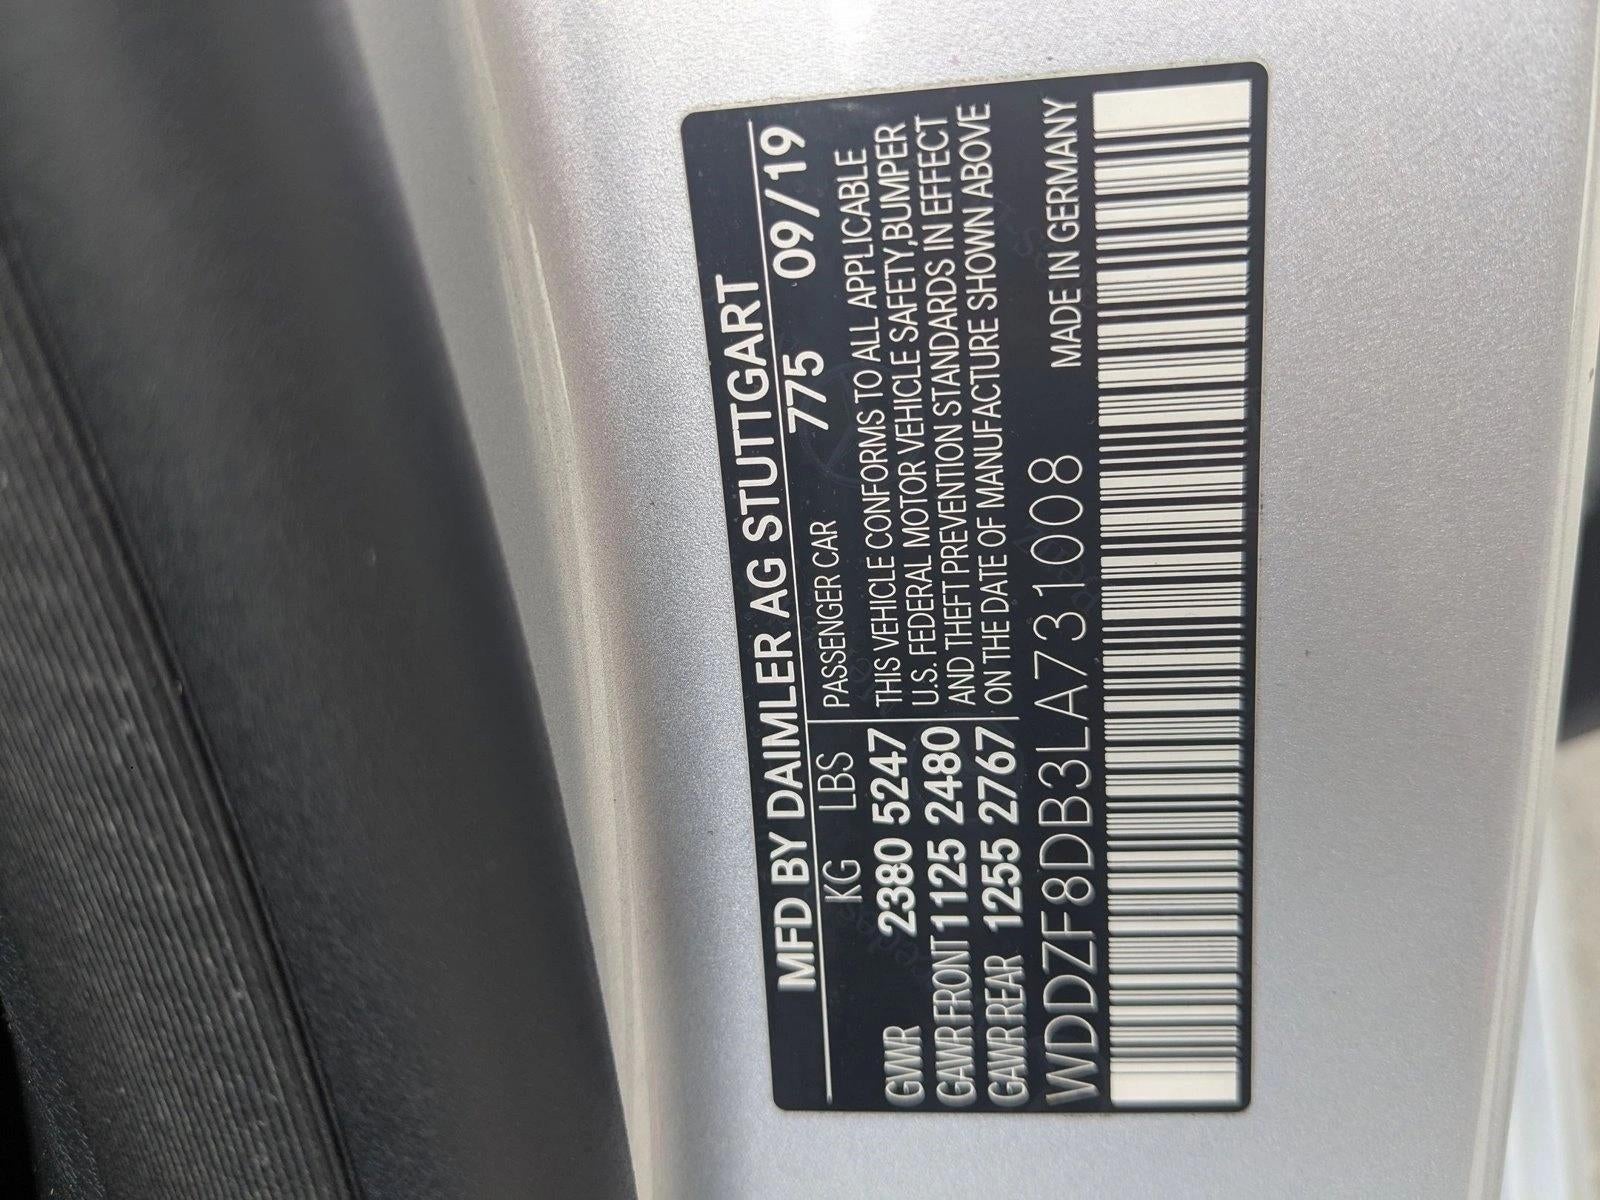 MFD BY DAIMLER AG STUTTGART
775 09/19
KG LBS PASSENGER CAR
GVWR 2380 5247
GAWR FRONT 1125 2480
GAWR REAR 1255 2767
THIS VEHICLE CONFORMS TO ALL APPLICABLE
U.S. FEDERAL MOTOR VEHICLE SAFETY,BUMPER
AND THEFT PREVENTION STANDARDS IN EFFECT
ON THE DATE OF MANUFACTURE SHOWN ABOVE
WDDZF8DB3LA731008 MADE IN GERMANY